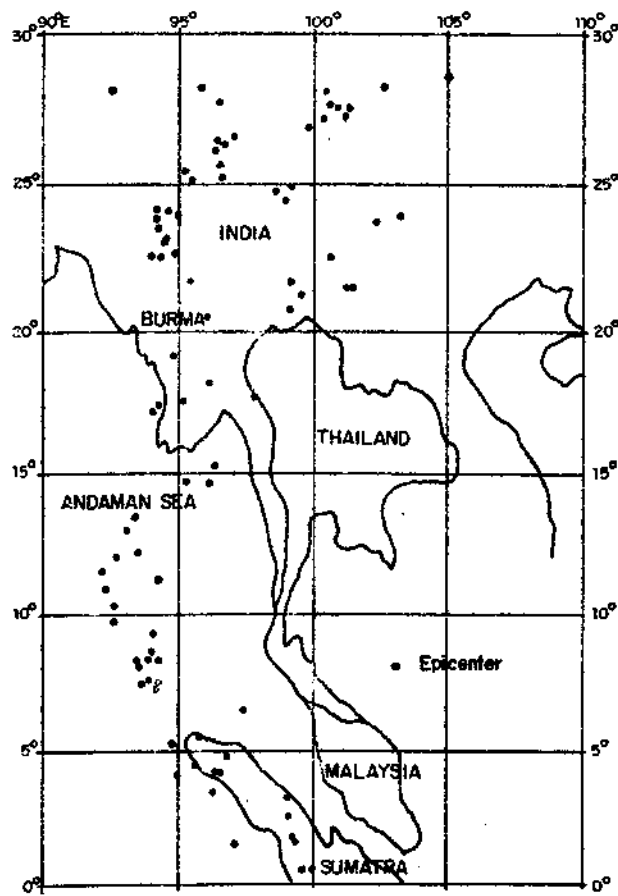 90°E 95° 100° 105° 110°
30° 30°
25° 25°
INDIA
BURMA
20° 20°
THAILAND
15° 15°
ANDAMAN SEA
10° 10°
Epicenter
5° 5°
MALAYSIA
SUMATRA
0° 0°